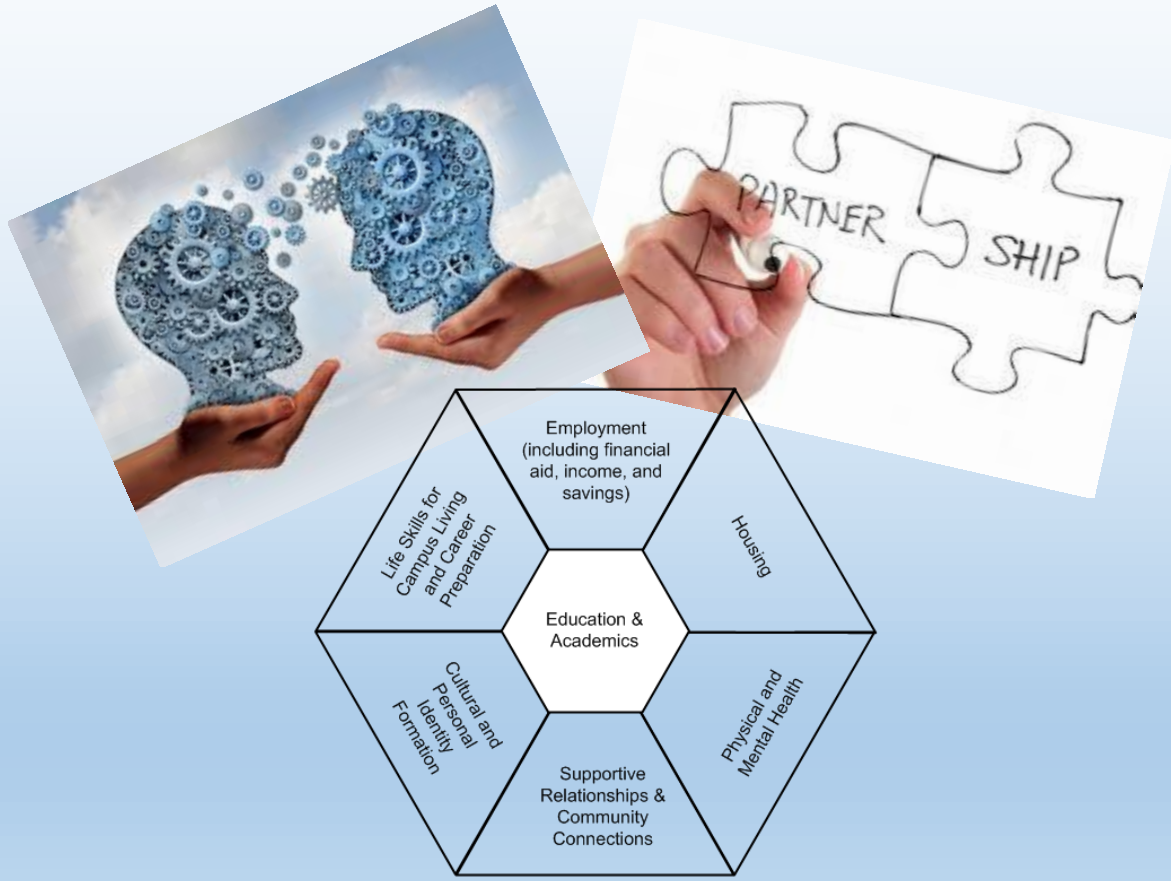 PARTNER
SHIP
Employment
(including financial
aid, income, and
savings)
Housing
Physical and
Mental Health
Supportive
Relationships &
Community
Connections
Cultural and
Personal
Identity
Formation
Life Skills for
Campus Living
and Career
Preparation
Education &
Academics